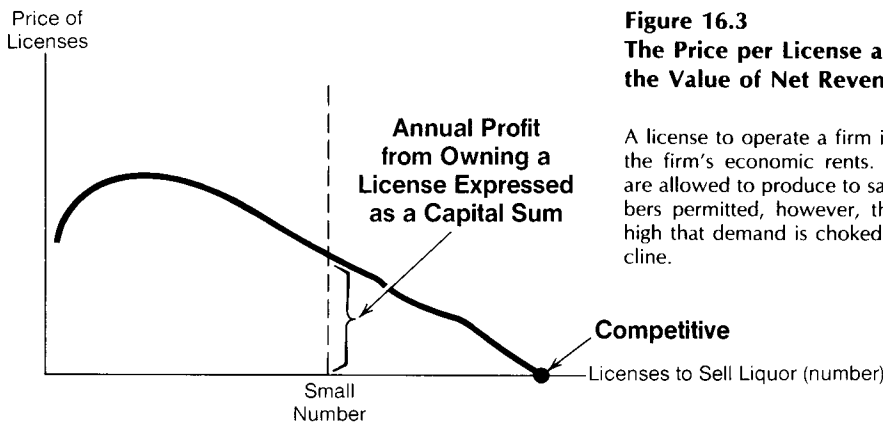 Price of
Licenses
Annual Profit
from Owning a
License Expressed
as a Capital Sum
Competitive
Licenses to Sell Liquor (number)
Small
Number
Figure 16.3
The Price per License a
the Value of Net Reven
A license to operate a firm i
the firm's economic rents.
are allowed to produce to sa
bers permitted, however, th
high that demand is choked
cline.